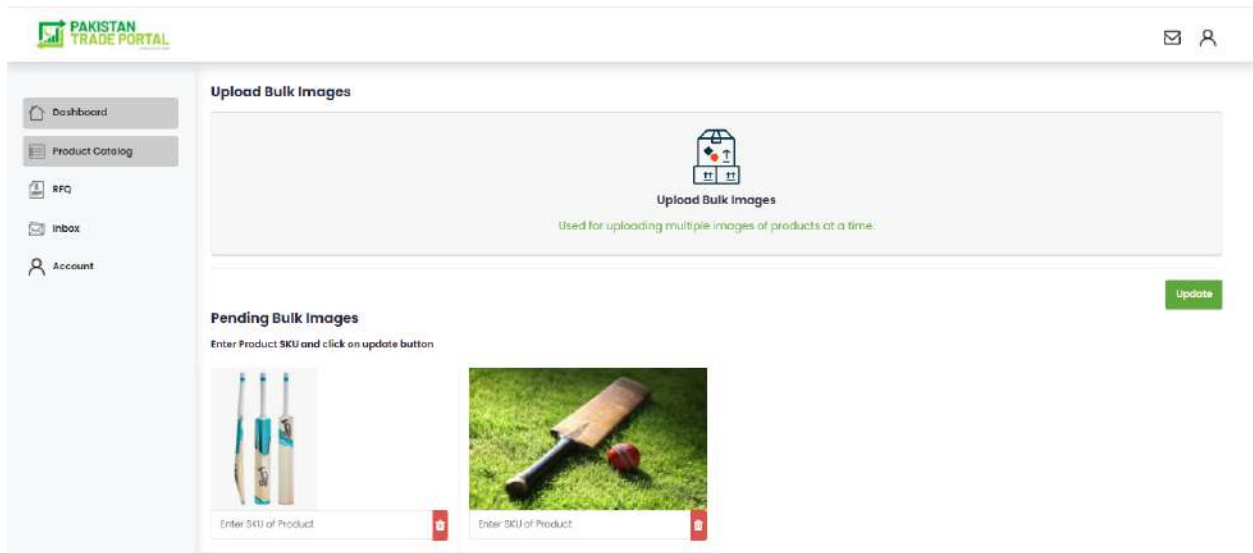 PAKISTAN
TRADE PORTAL
Dashboard
Product Catalog
RFQ
Inbox
Account
Upload Bulk Images
Upload Bulk Images
Used for uploading multiple images of products at a time.
Update
Pending Bulk Images
Enter Product SKU and click on update button
Enter SKU of Product
Enter SKU of Product